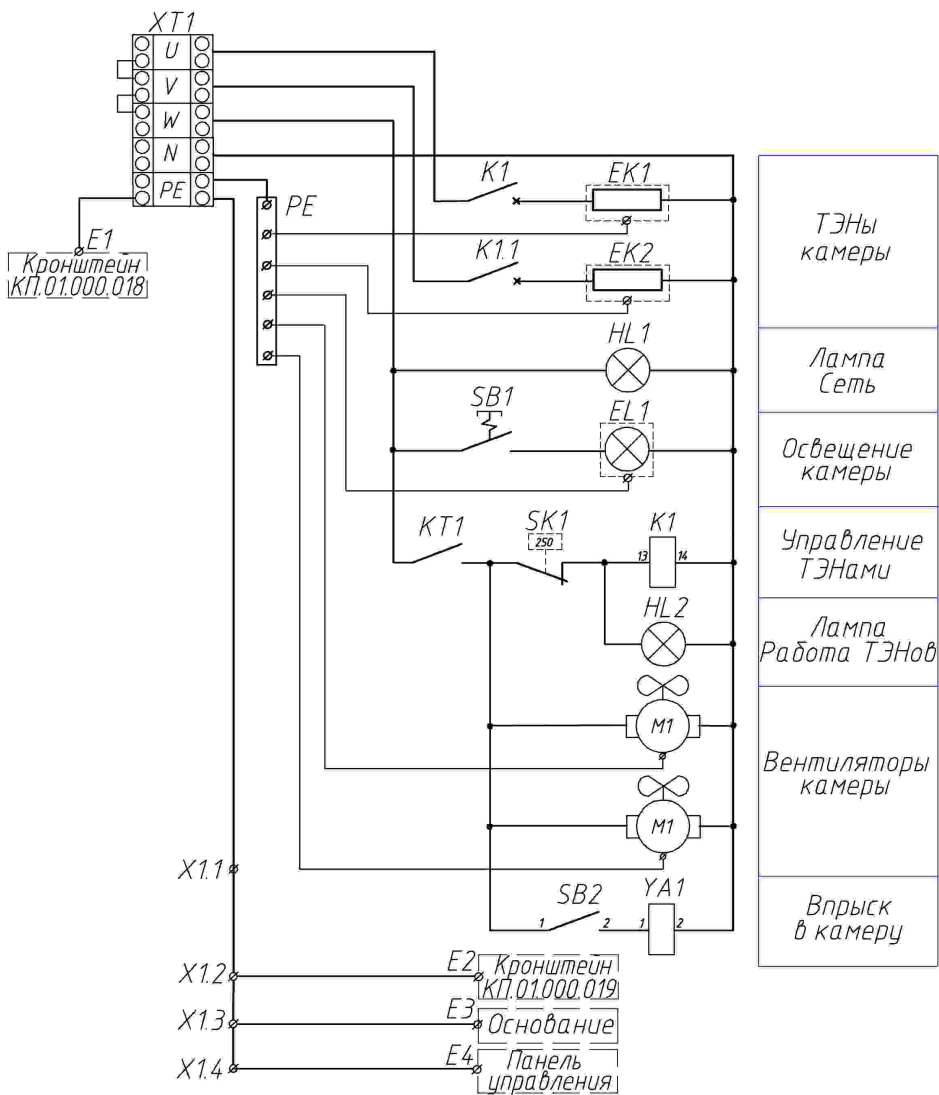 XT1
U
V
W
N
PE
E1
Кронштейн
КП.01.000.018
PE
K1
EK1
K1.1
EK2
HL1
SB1
EL1
KT1
SK1
250
K1
13
14
HL2
M1
M1
SB2
1
2
YA1
1
2
X1.1
X1.2
E2
Кронштейн
КП.01.000.019
X1.3
E3
Основание
X1.4
E4
Панель
управления
ТЭНы
камеры
Лампа
Сеть
Освещение
камеры
Управление
ТЭНами
Лампа
Работа ТЭНов
Вентиляторы
камеры
Впрыск
в камеру